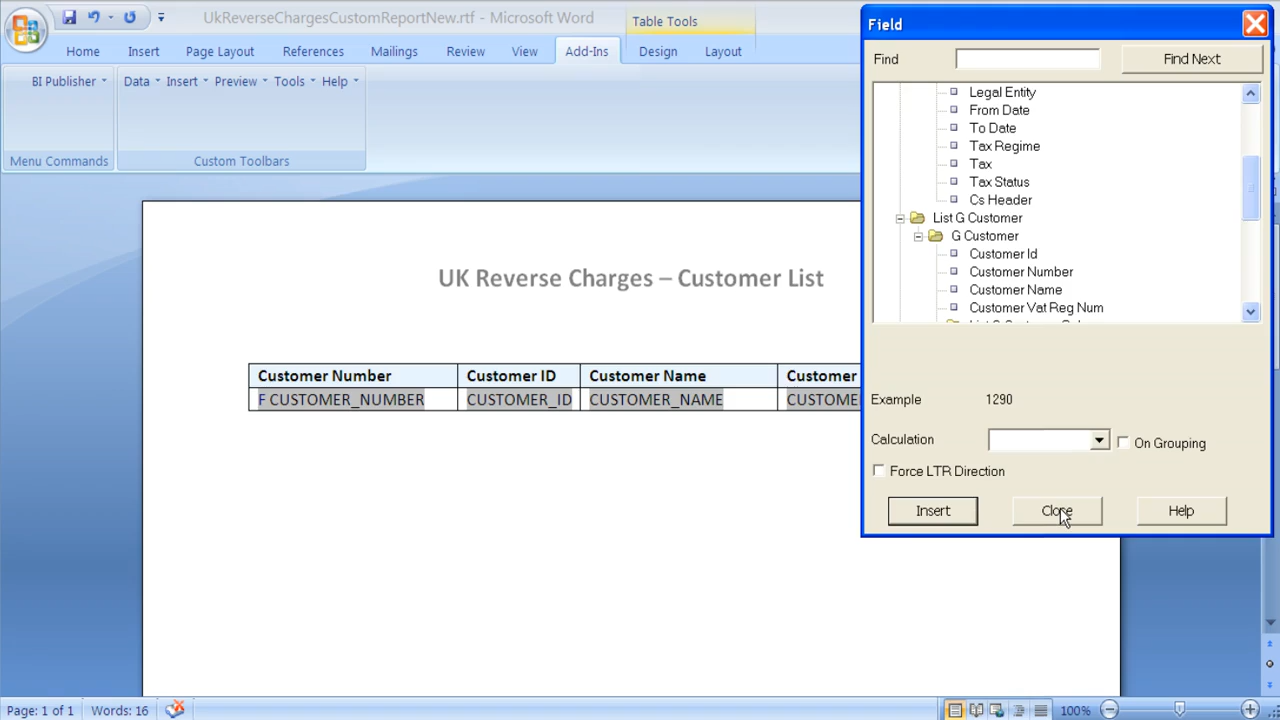 UkReverseChargesCustomReportNew.rtf - Microsoft Word
Table Tools
Home Insert Page Layout References Mailings Review View Add-Ins Design Layout
BI Publisher Data Insert Preview Tools Help
Menu Commands Custom Toolbars
UK Reverse Charges – Customer List
Customer Number Customer ID Customer Name Customer
F CUSTOMER_NUMBER CUSTOMER_ID CUSTOMER_NAME CUSTOME
Field
Find Find Next
Legal Entity
From Date
To Date
Tax Regime
Tax
Tax Status
Cs Header
List G Customer
G Customer
Customer Id
Customer Number
Customer Name
Customer Vat Reg Num
Example 1290
Calculation On Grouping
Force LTR Direction
Insert Close Help
Page: 1 of 1 Words: 16 100%